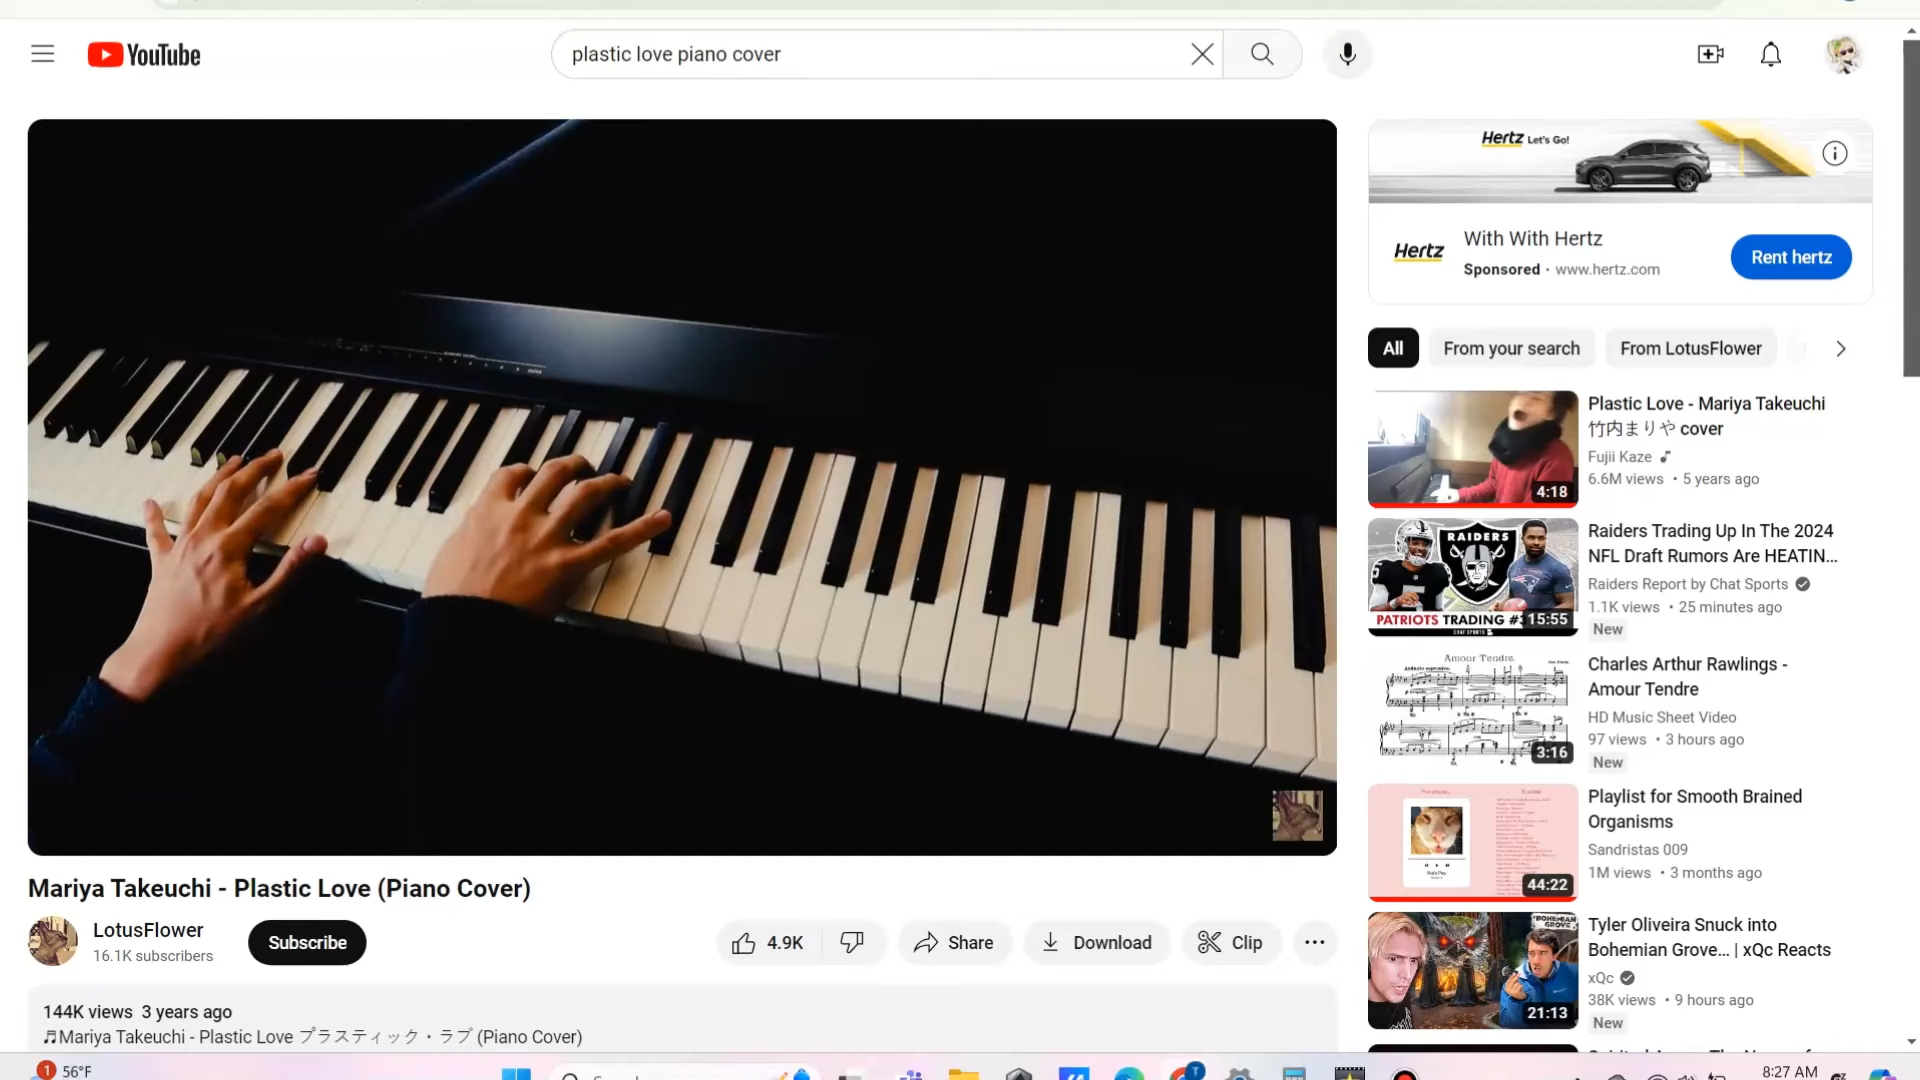 YouTube
plastic love piano cover
Hertz Let's Go!
Hertz
With With Hertz
Sponsored · www.hertz.com
Rent hertz
All
From your search
From LotusFlower
4:18
Plastic Love - Mariya Takeuchi
竹内まりや cover
Fujii Kaze
6.6M views • 5 years ago
RAIDERS
PATRIOTS TRADING #3
15:55
Raiders Trading Up In The 2024
NFL Draft Rumors Are HEATIN...
Raiders Report by Chat Sports
1.1K views • 25 minutes ago
New
Amour Tendre.
3:16
Charles Arthur Rawlings -
Amour Tendre
HD Music Sheet Video
97 views • 3 hours ago
New
44:22
Playlist for Smooth Brained
Organisms
Sandristas 009
1M views • 3 months ago
BOHEMIAN
GROVE
21:13
Tyler Oliveira Snuck into
Bohemian Grove... | xQc Reacts
xQc
38K views • 9 hours ago
New
Mariya Takeuchi - Plastic Love (Piano Cover)
LotusFlower
16.1K subscribers
Subscribe
4.9K
Share
Download
Clip
144K views 3 years ago
🎵Mariya Takeuchi - Plastic Love プラスティック・ラブ (Piano Cover)
1
56°F
T
8:27 AM